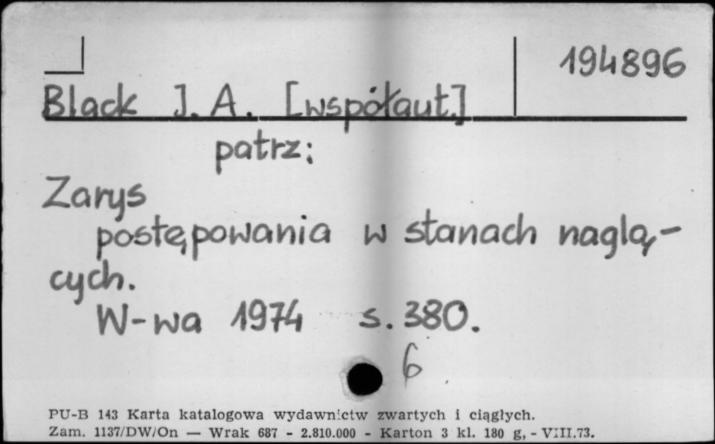 194896
Black J. A. [współaut.]
patrz:
Zarys
postępowania w stanach naglą-
cych.
W-wa 1974 s. 380.
6
PU-B 143 Karta katalogowa wydawnictw zwartych i ciągłych.
Zam. 1137/DW/On — Wrak 687 - 2.810.000 - Karton 3 kl. 180 g, - VIII.73.